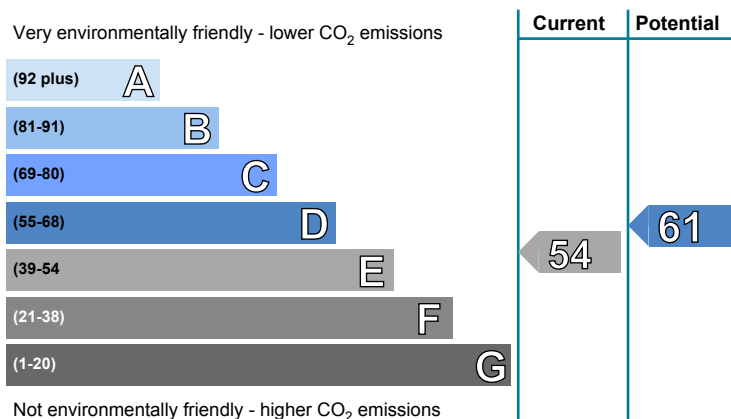 Current Potential
Very environmentally friendly - lower CO2 emissions
(92 plus) A
(81-91) B
(69-80) C
(55-68) D
61
(39-54 E
54
(21-38) F
(1-20) G
Not environmentally friendly - higher CO2 emissions